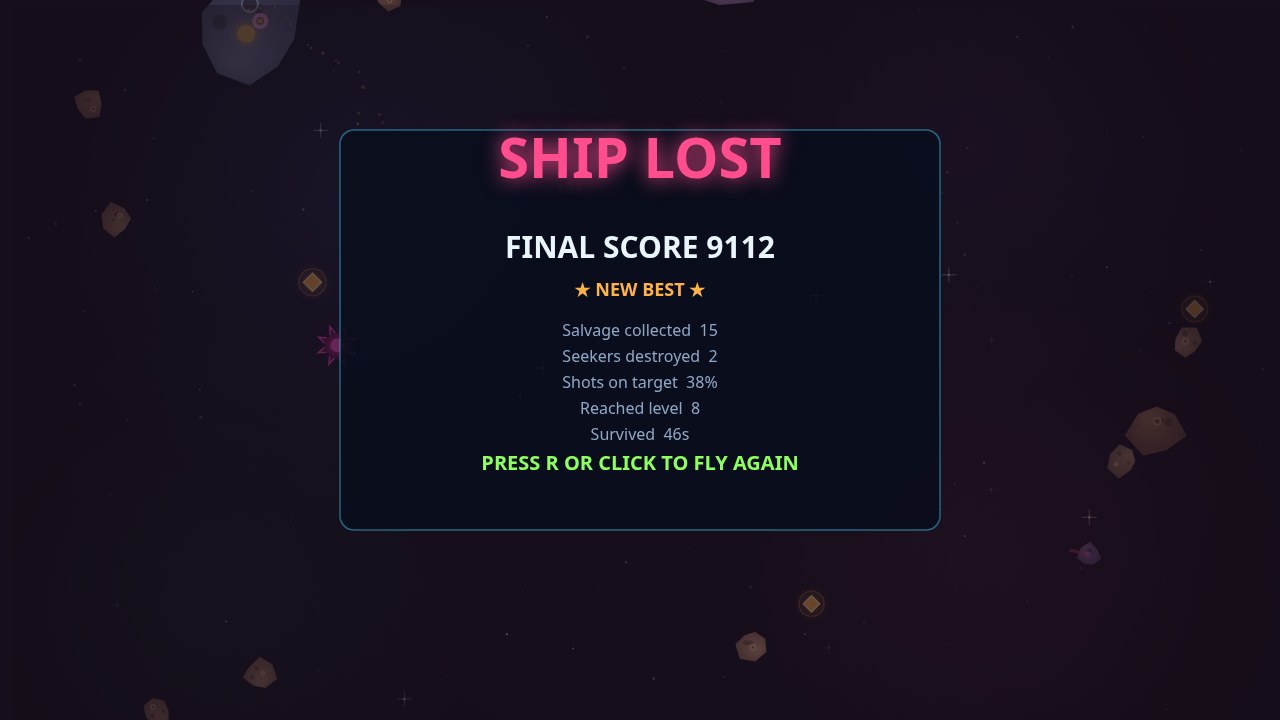 SHIP LOST
FINAL SCORE 9112
★ NEW BEST ★
Salvage collected 15
Seekers destroyed 2
Shots on target 38%
Reached level 8
Survived 46s
PRESS R OR CLICK TO FLY AGAIN